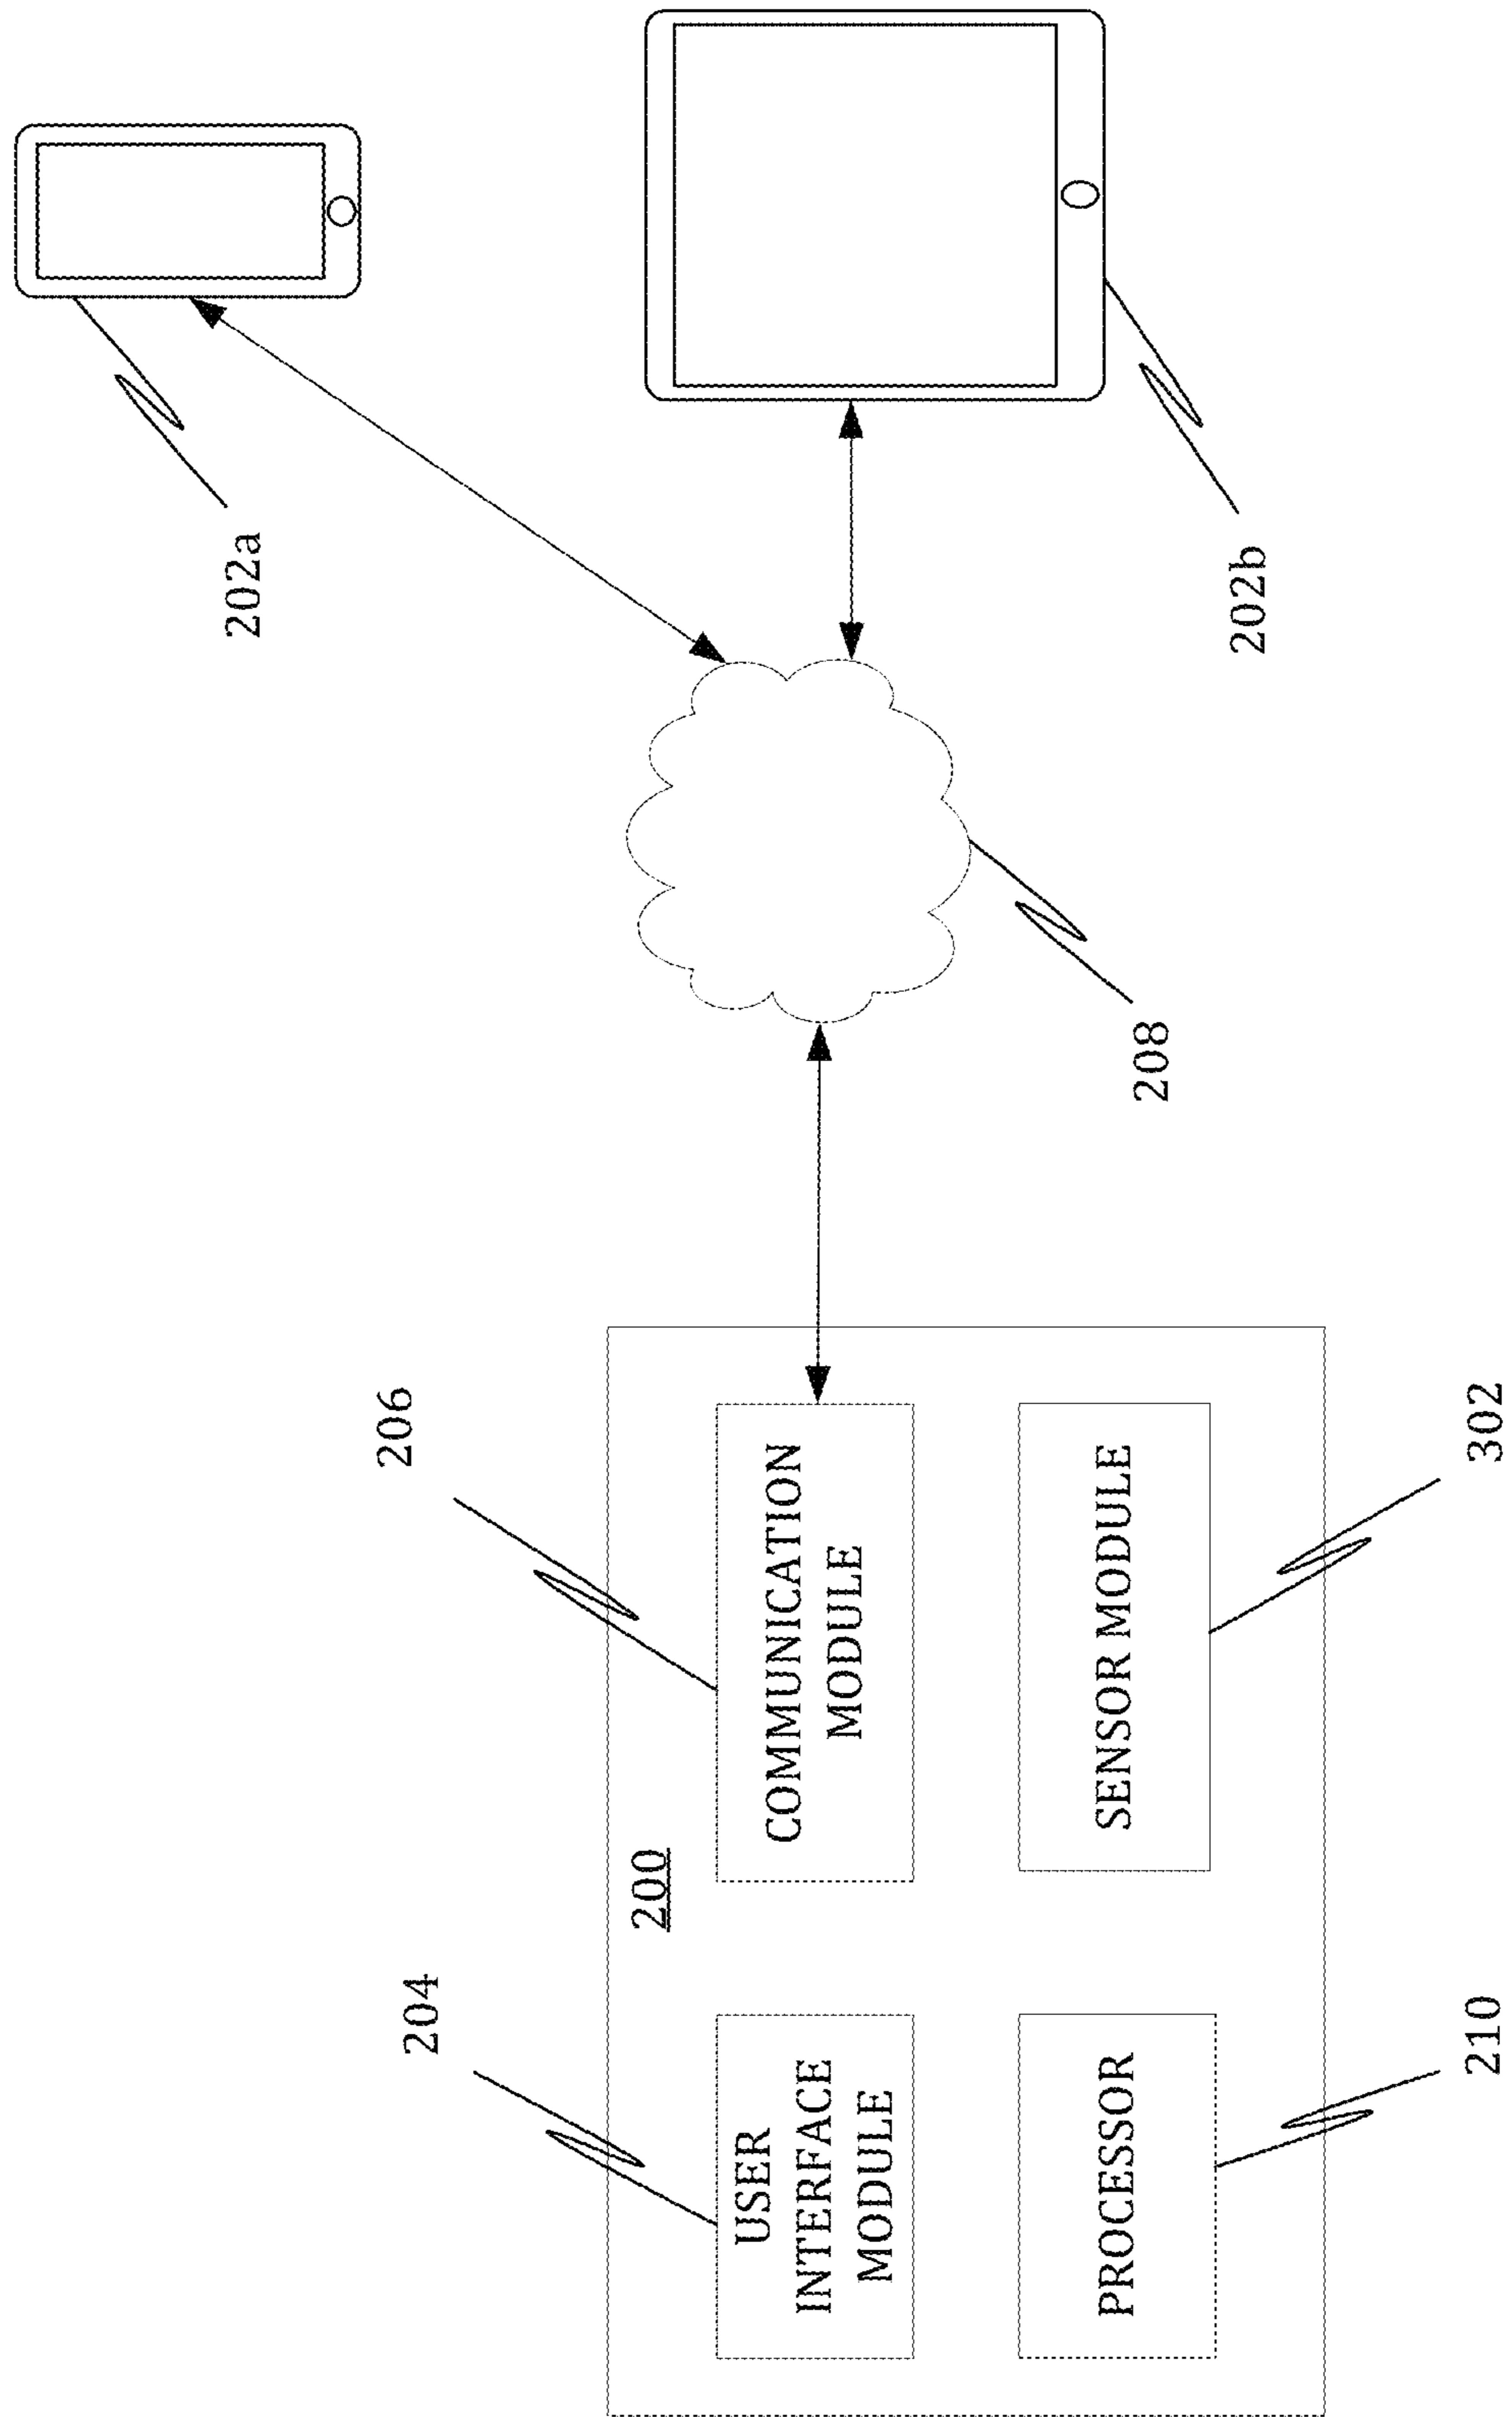 202a
202b
208
206
204
200
USER
INTERFACE
MODULE
COMMUNICATION
MODULE
PROCESSOR
SENSOR MODULE
210
302